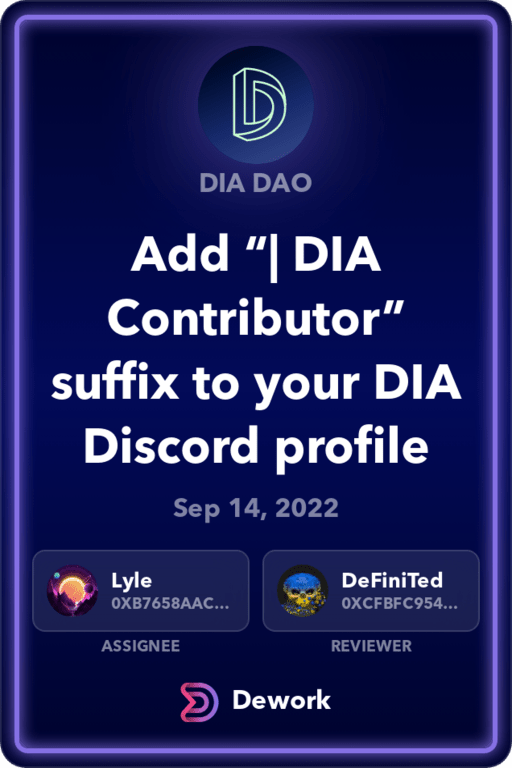 DIA DAO
Add “| DIA
Contributor”
suffix to your DIA
Discord profile
Sep 14, 2022
Lyle
0XB7658AAC...
DeFiniTed
0XCFBFC954...
ASSIGNEE
REVIEWER
Dework